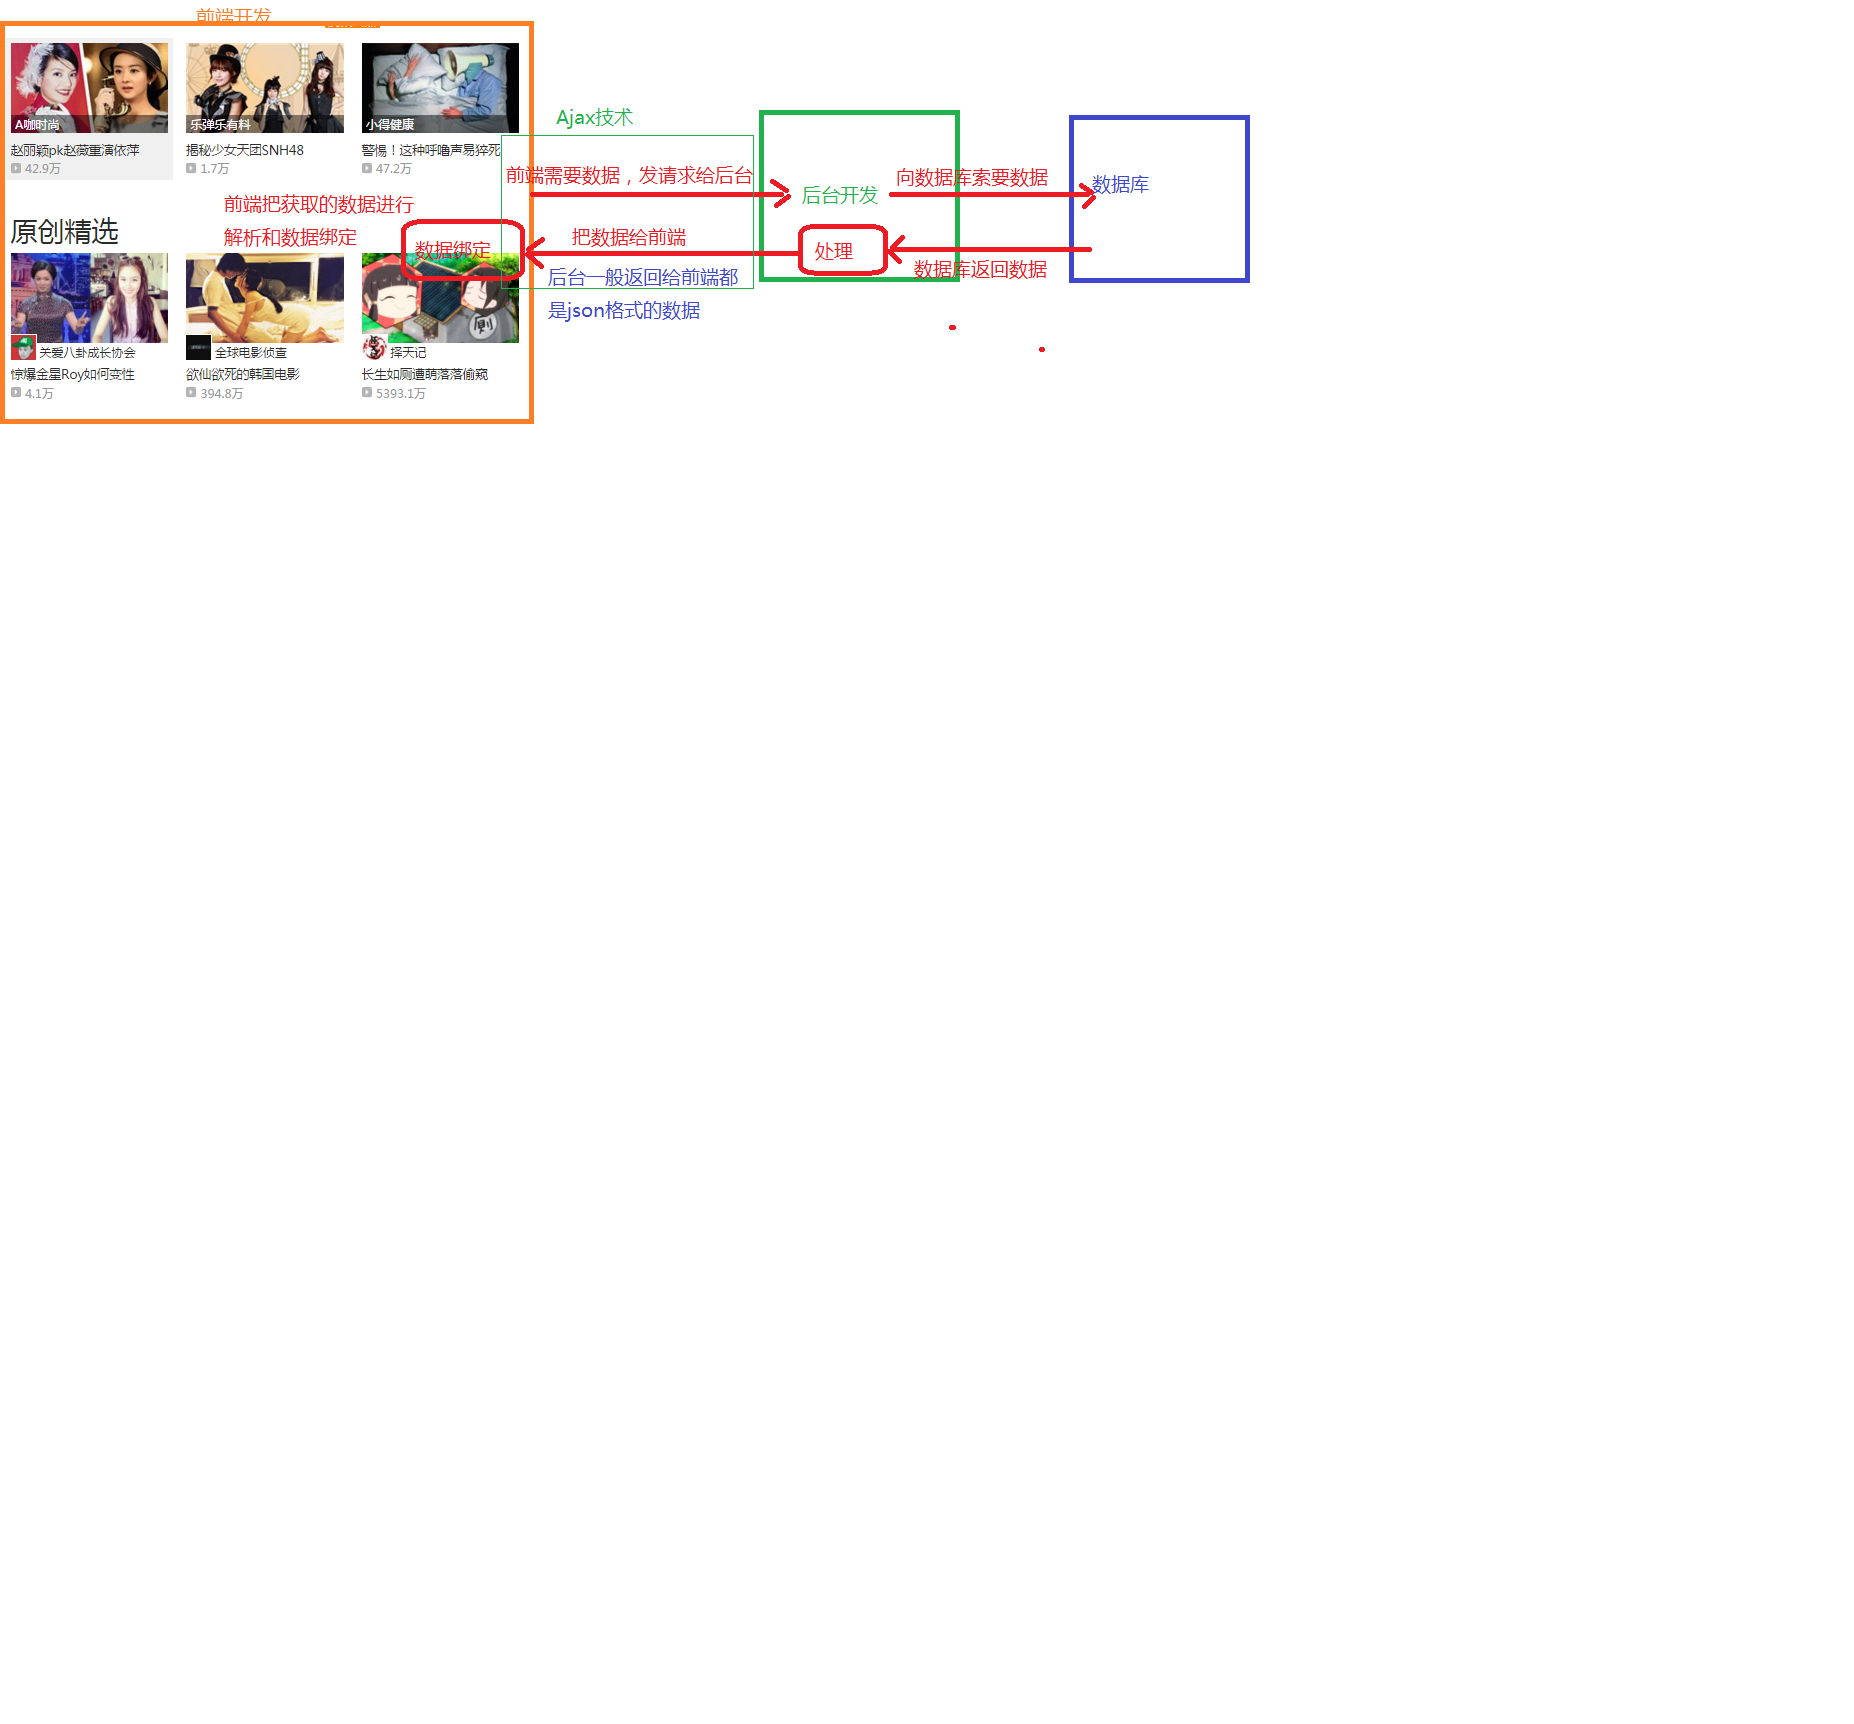 前端开发
A咖时尚
乐弹乐有料
小得健康
赵丽颖pk赵薇重演依萍
揭秘少女天团SNH48
警惕！这种呼噜声易猝死
42.9万
1.7万
47.2万
Ajax技术
前端需要数据，发请求给后台
后台开发
向数据库索要数据
数据库
前端把获取的数据进行
解析和数据绑定
原创精选
数据绑定
把数据给前端
处理
数据库返回数据
后台一般返回给前端都
是json格式的数据
则
关爱八卦成长协会
全球电影侦查
择天记
惊爆金星Roy如何变性
欲仙欲死的韩国电影
长生如厕遭萌落落偷窥
4.1万
394.8万
5393.1万